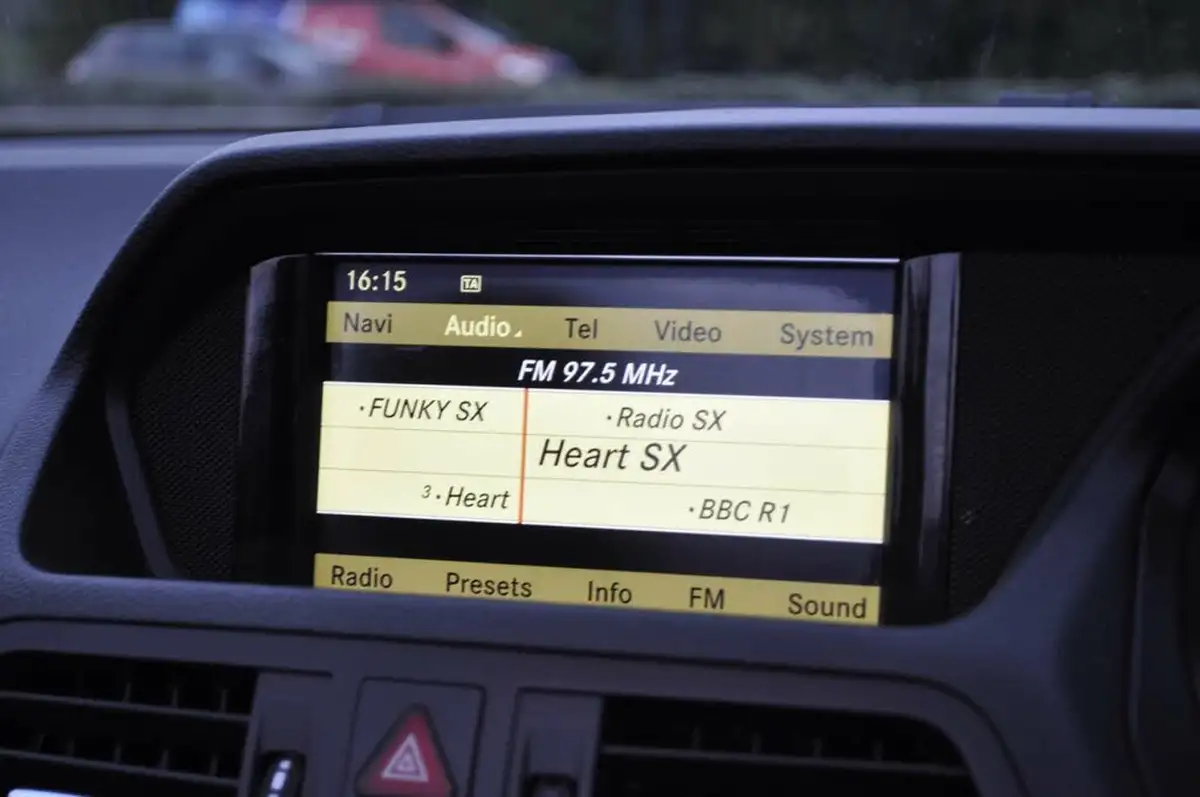 16:15 TA
Navi Audio Tel Video System
FM 97.5 MHz
·FUNKY SX ·Radio SX
Heart SX
3·Heart ·BBC R1
Radio Presets Info FM Sound